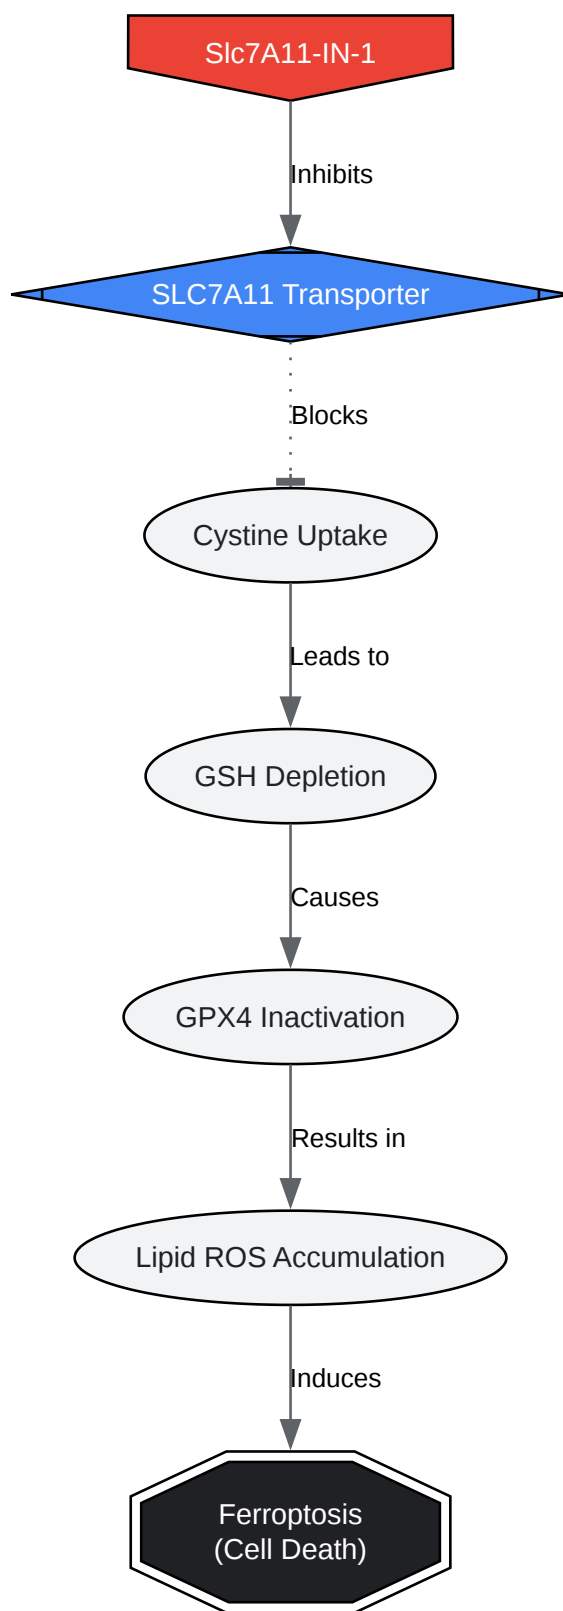 Slc7A11-IN-1
Inhibits
SLC7A11 Transporter
Blocks
Cystine Uptake
Leads to
GSH Depletion
Causes
GPX4 Inactivation
Results in
Lipid ROS Accumulation
Induces
Ferroptosis
(Cell Death)